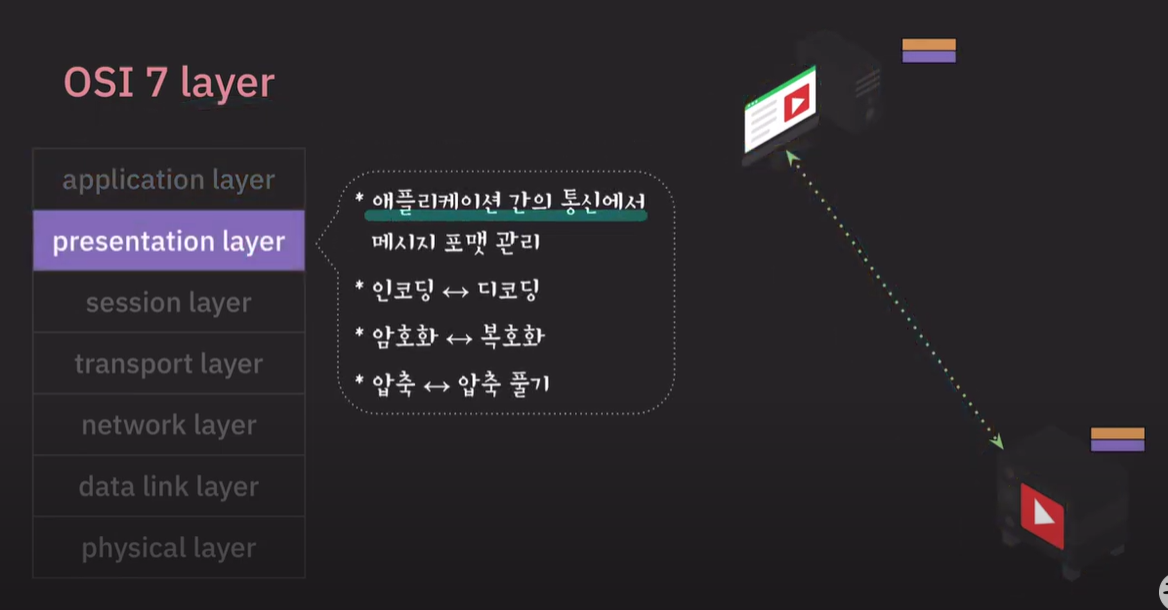 OSI 7 layer
application layer
presentation layer
session layer
transport layer
network layer
data link layer
physical layer
* 애플리케이션 간의 통신에서
메시지 포맷 관리
* 인코딩 ↔ 디코딩
* 암호화 ↔ 복호화
* 압축 ↔ 압축 풀기